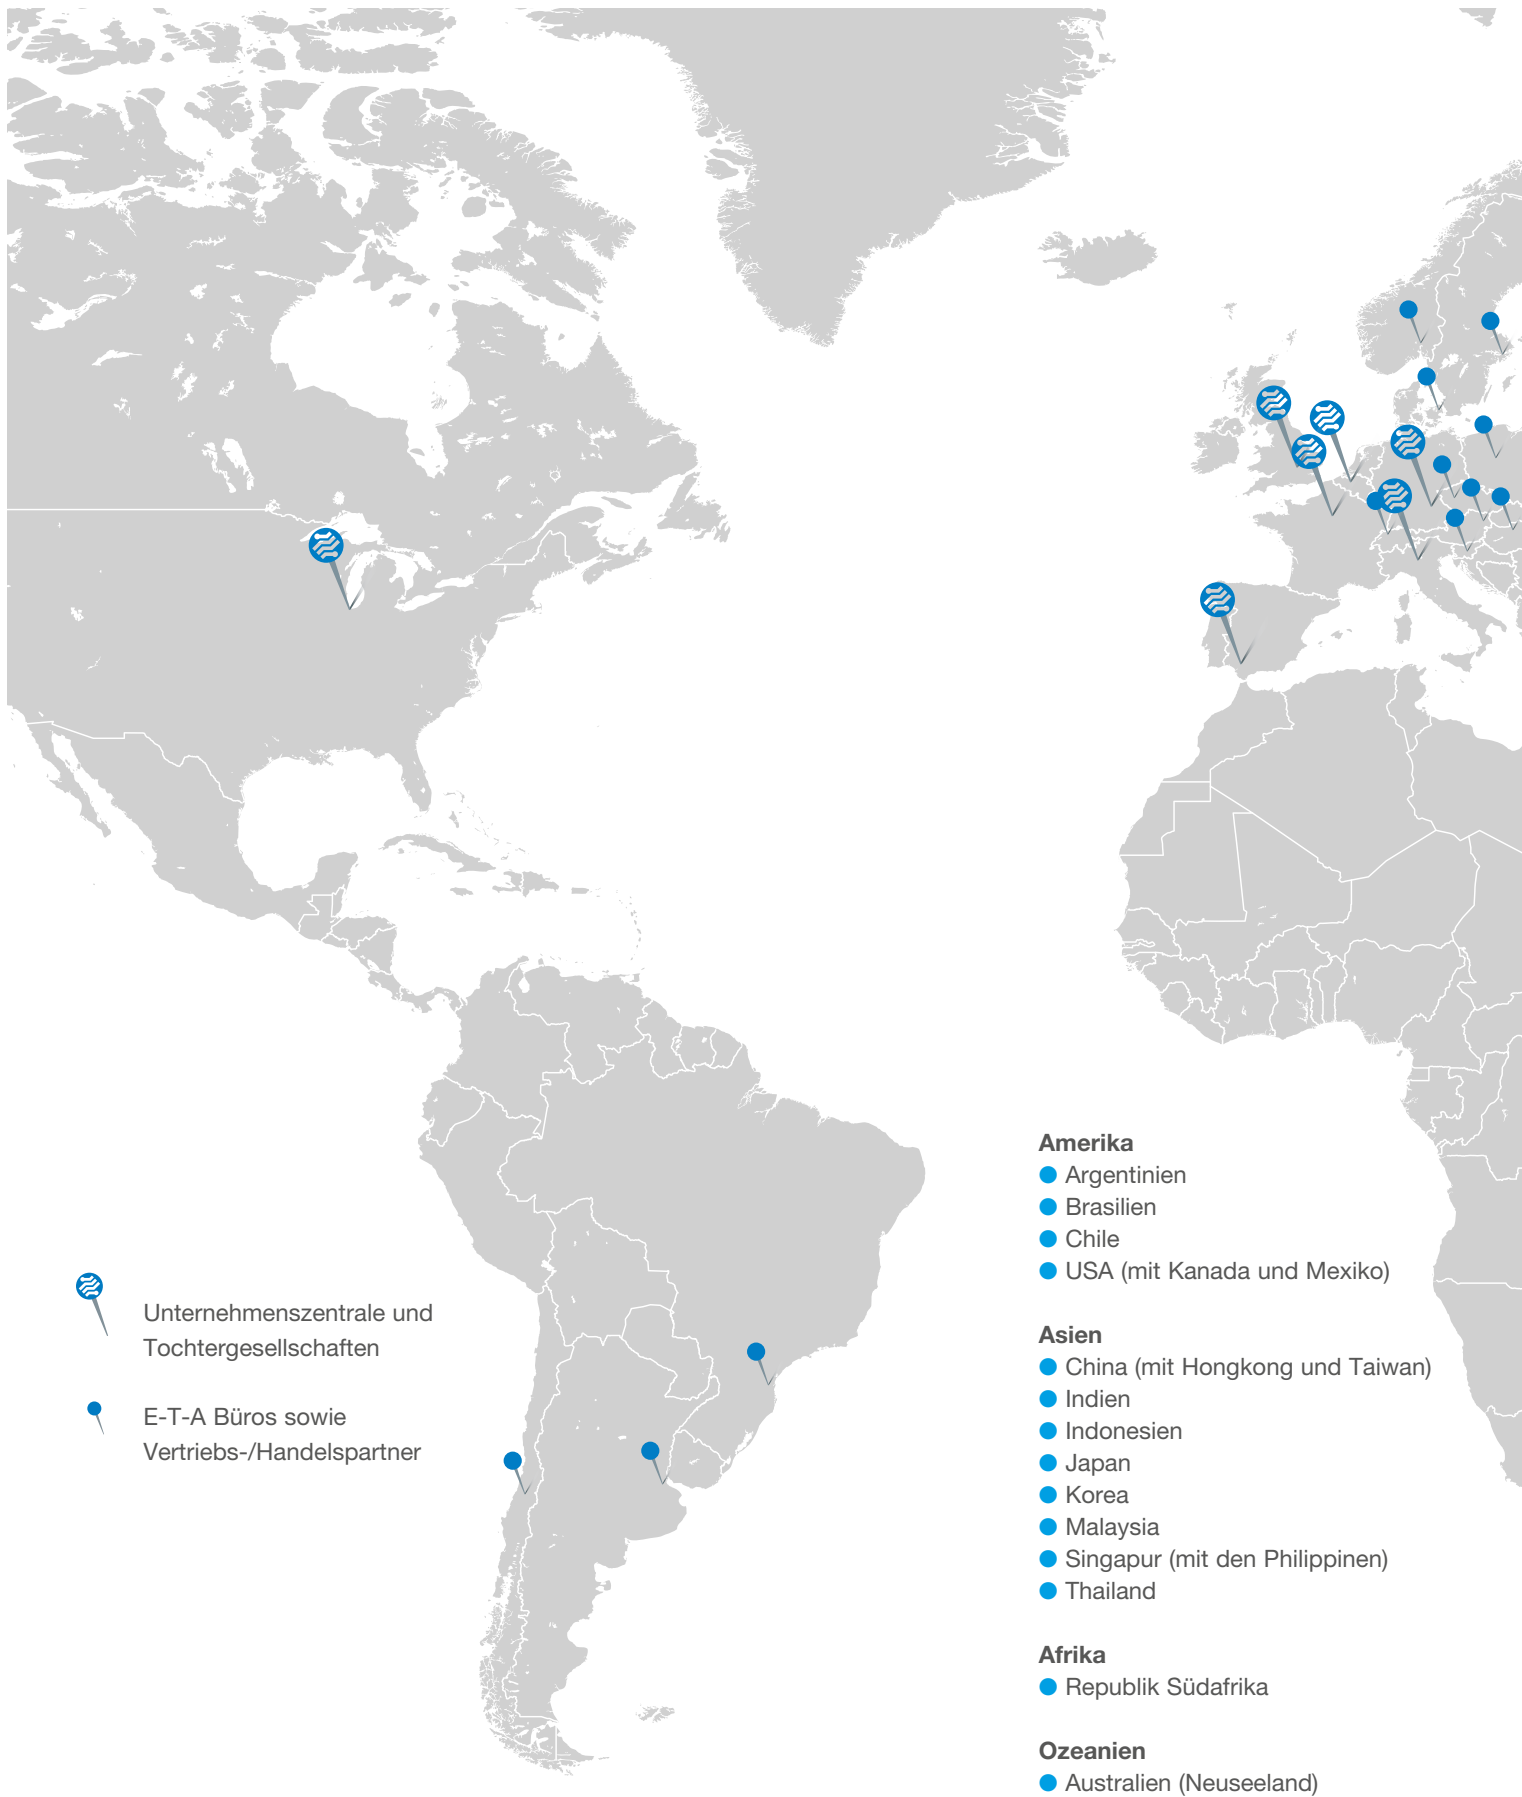 Unternehmenszentrale und
Tochtergesellschaften
E-T-A Büros sowie
Vertriebs-/Handelspartner
Amerika
Argentinien
Brasilien
Chile
USA (mit Kanada und Mexiko)
Asien
China (mit Hongkong und Taiwan)
Indien
Indonesien
Japan
Korea
Malaysia
Singapur (mit den Philippinen)
Thailand
Afrika
Republik Südafrika
Ozeanien
Australien (Neuseeland)